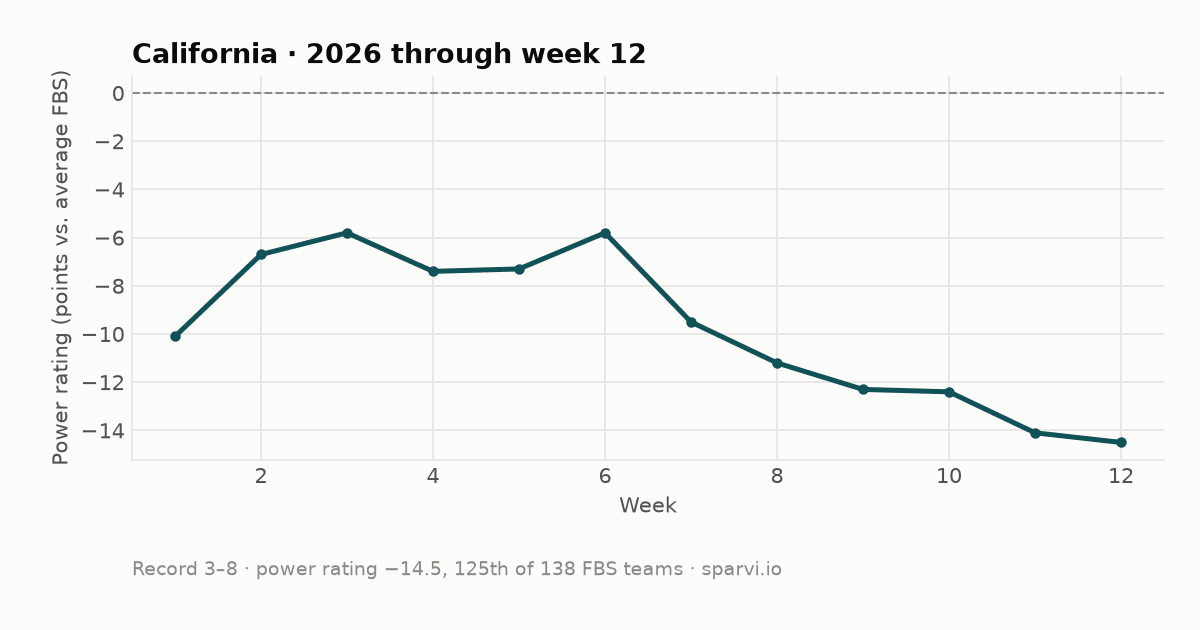 California · 2026 through week 12
Power rating (points vs. average FBS)
0
−2
−4
−6
−8
−10
−12
−14
2 4 6 8 10 12
Week
Record 3–8 · power rating −14.5, 125th of 138 FBS teams · sparvi.io